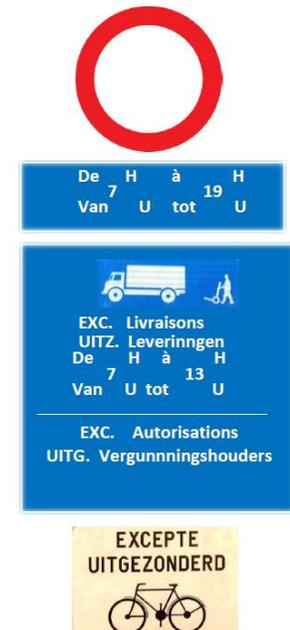 De H à H
7 19
Van U tot U
EXC. Livraisons
UITZ. Leverinngen
De H à H
7 13
Van U tot U
EXC. Autorisations
UITG. Vergunnningshouders
EXCEPTE
UITGEZONDERD